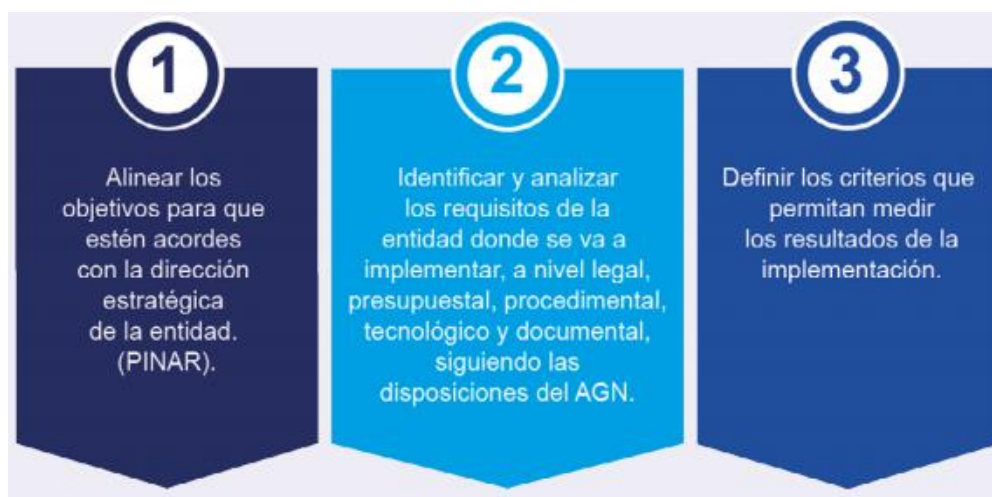 1
Alinear los
objetivos para que
estén acordes
con la dirección
estratégica
de la entidad.
(PINAR).
2
Identificar y analizar
los requisitos de la
entidad donde se va a
implementar, a nivel legal,
presupuestal, procedimental,
tecnológico y documental,
siguiendo las
disposiciones del AGN.
3
Definir los criterios que
permitan medir
los resultados de la
implementación.